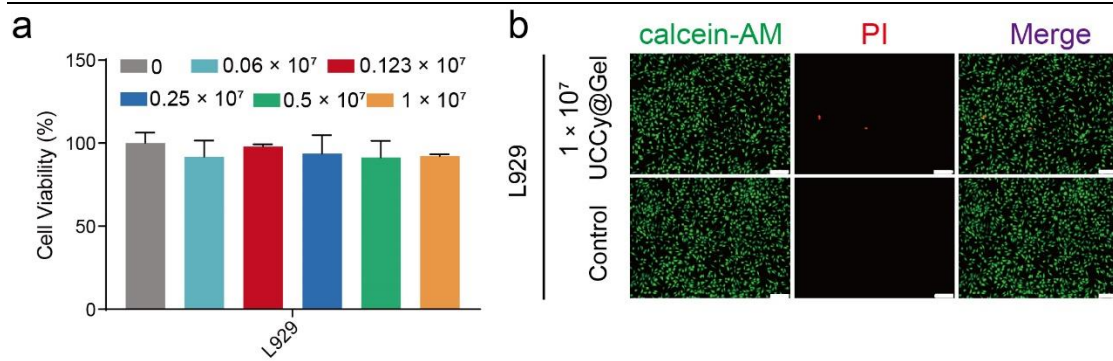 a
150
100
50
0
Cell Viability (%)
0
0.06 × 10⁷
0.123 × 10⁷
0.25 × 10⁷
0.5 × 10⁷
1 × 10⁷
L929
b
calcein-AM
PI
Merge
L929
1 × 10⁷
UCCy@Gel
Control